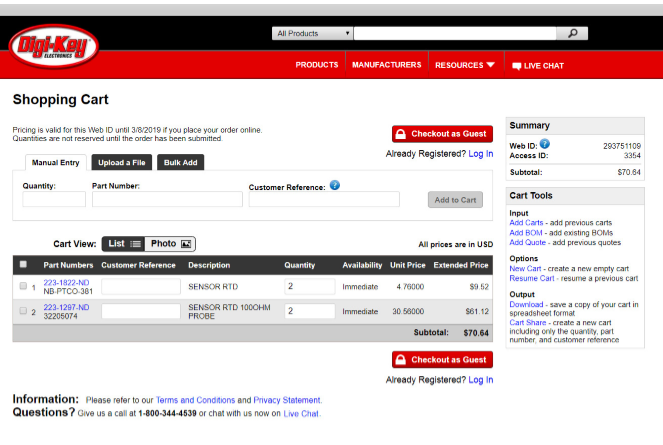 Digi-Key
ELECTRONICS
All Products
PRODUCTS MANUFACTURERS RESOURCES LIVE CHAT
Shopping Cart
Pricing is valid for this Web ID until 3/8/2019 if you place your order online.
Quantities are not reserved until the order has been submitted.
Checkout as Guest
Already Registered? Log In
Manual Entry Upload a File Bulk Add
Quantity: Part Number: Customer Reference: ?
Add to Cart
Cart View: List Photo All prices are in USD
Part Numbers Customer Reference Description Quantity Availability Unit Price Extended Price
1 223-1822-ND SENSOR RTD 2 Immediate 4.76000 $9.52
NB-PTCO-381
2 223-1297-ND SENSOR RTD 100OHM 2 Immediate 30.56000 $61.12
32205074 PROBE
Subtotal: $70.64
Checkout as Guest
Already Registered? Log In
Information: Please refer to our Terms and Conditions and Privacy Statement.
Questions? Give us a call at 1-800-344-4539 or chat with us now on Live Chat.
Summary
Web ID: ? 293751109
Access ID: 3354
Subtotal: $70.64
Cart Tools
Input
Add Carts - add previous carts
Add BOM - add existing BOMs
Add Quote - add previous quotes
Options
New Cart - create a new empty cart
Resume Cart - resume a previous cart
Output
Download - save a copy of your cart in
spreadsheet format
Cart Share - create a new cart
including only the quantity, part
number, and customer reference